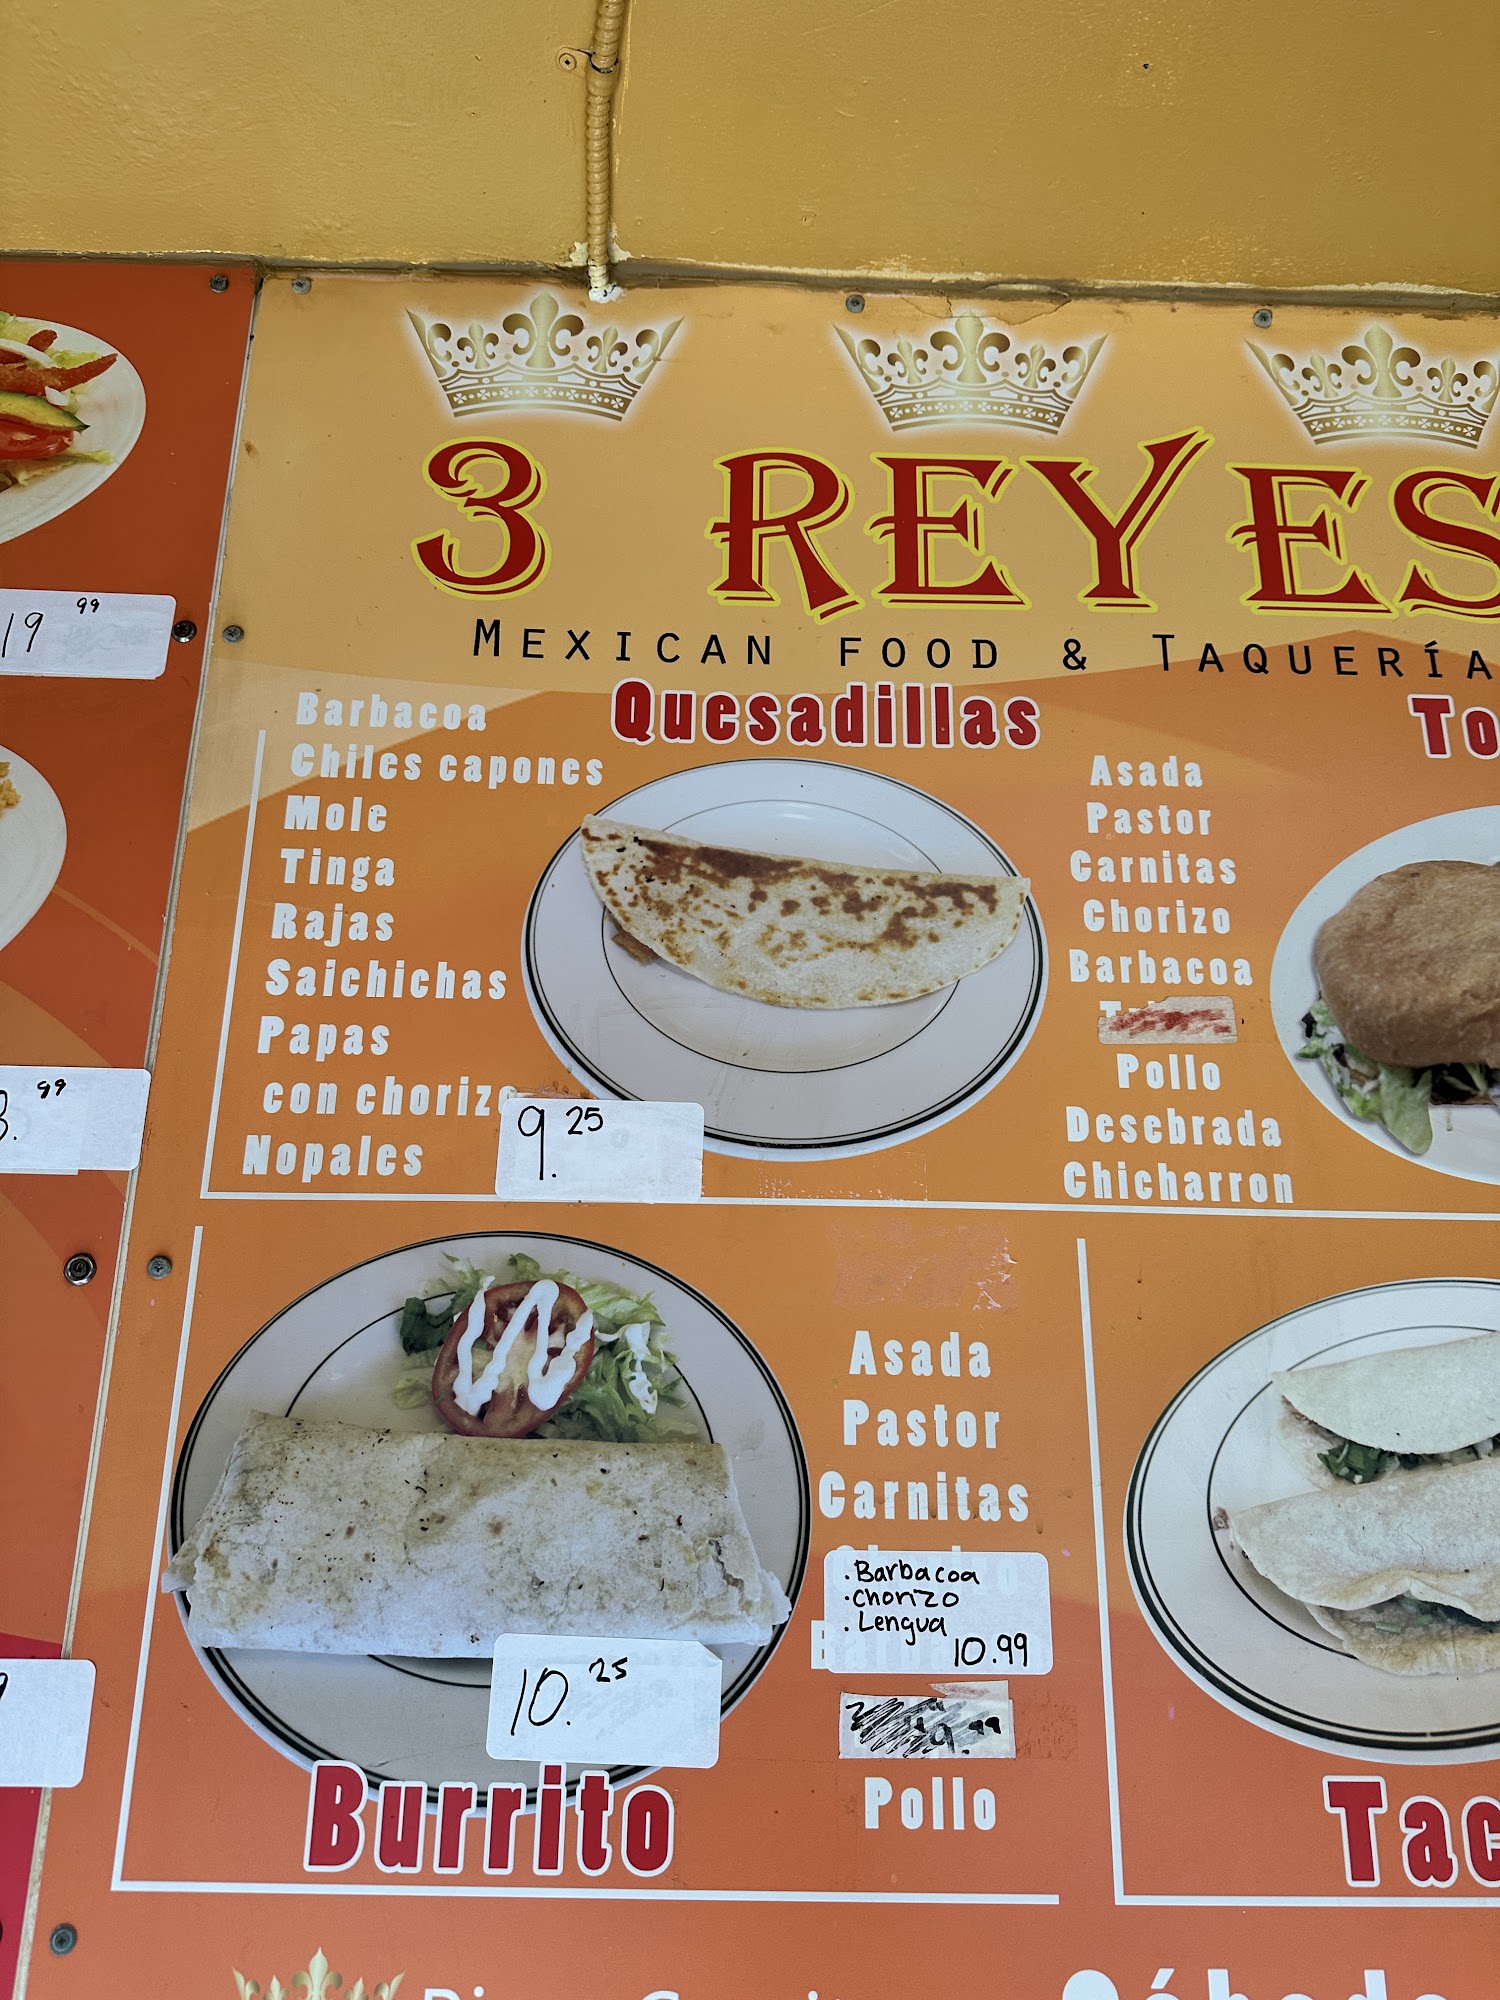 3 REYES
MEXICAN FOOD & TAQUERÍA
19 99
99
Quesadillas
Barbacoa
Chiles capones
Mole
Tinga
Rajas
Saichichas
Papas
con chorizo
Nopales
9.25
Asada
Pastor
Carnitas
Chorizo
Barbacoa
Pollo
Desebrada
Chicharron
Asada
Pastor
Carnitas
. Barbacoa
. Chorizo
. Lengua
10.99
9.99
Pollo
10.25
Burrito